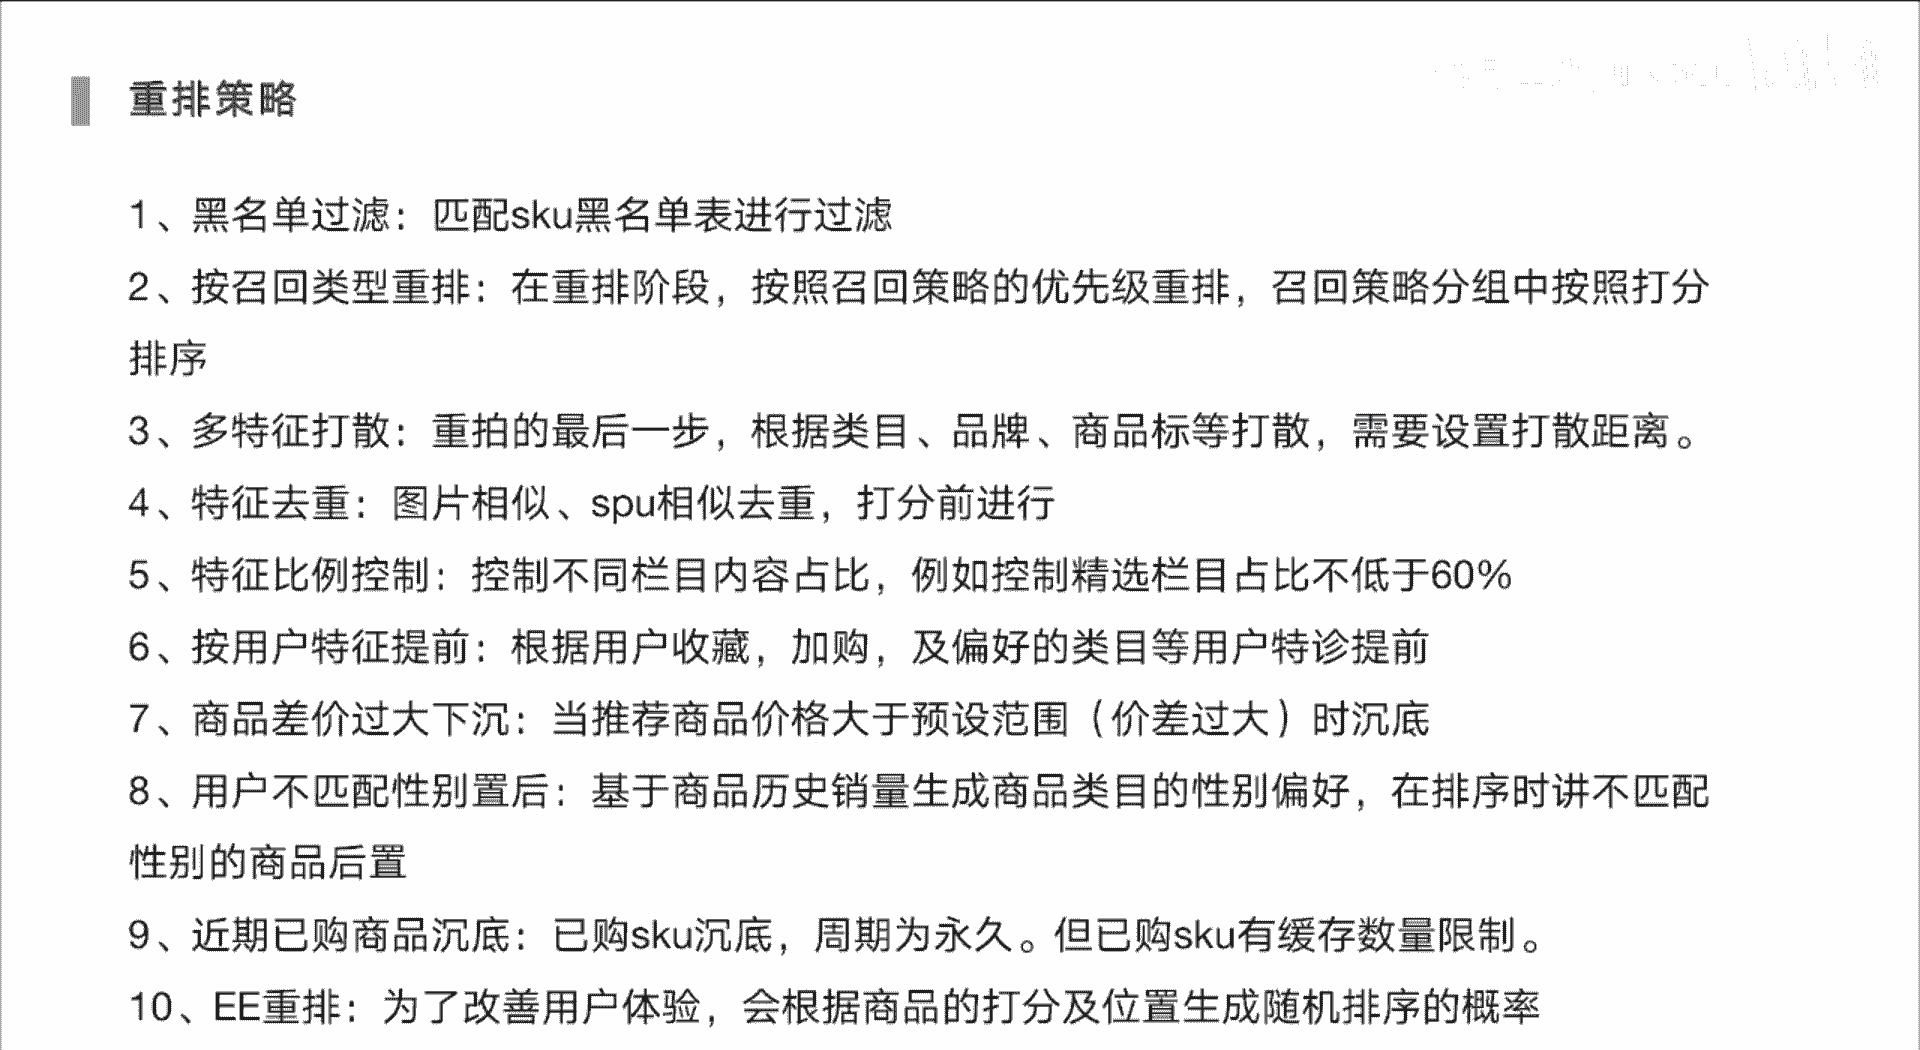 重排策略
1、黑名单过滤：匹配sku黑名单表进行过滤
2、按召回类型重排：在重排阶段，按照召回策略的优先级重排，召回策略分组中按照打分
排序
3、多特征打散：重拍的最后一步，根据类目、品牌、商品标等打散，需要设置打散距离。
4、特征去重：图片相似、spu相似去重，打分前进行
5、特征比例控制：控制不同栏目内容占比，例如控制精选栏目占比不低于60%
6、按用户特征提前：根据用户收藏，加购，及偏好的类目等用户特诊提前
7、商品差价过大下沉：当推荐商品价格大于预设范围（价差过大）时沉底
8、用户不匹配性别置后：基于商品历史销量生成商品类目的性别偏好，在排序时讲不匹配
性别的商品后置
9、近期已购商品沉底：已购sku沉底，周期为永久。但已购sku有缓存数量限制。
10、EE重排：为了改善用户体验，会根据商品的打分及位置生成随机排序的概率